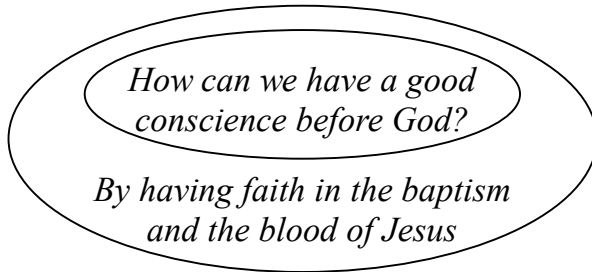 How can we have a good
conscience before God?
By having faith in the baptism
and the blood of Jesus